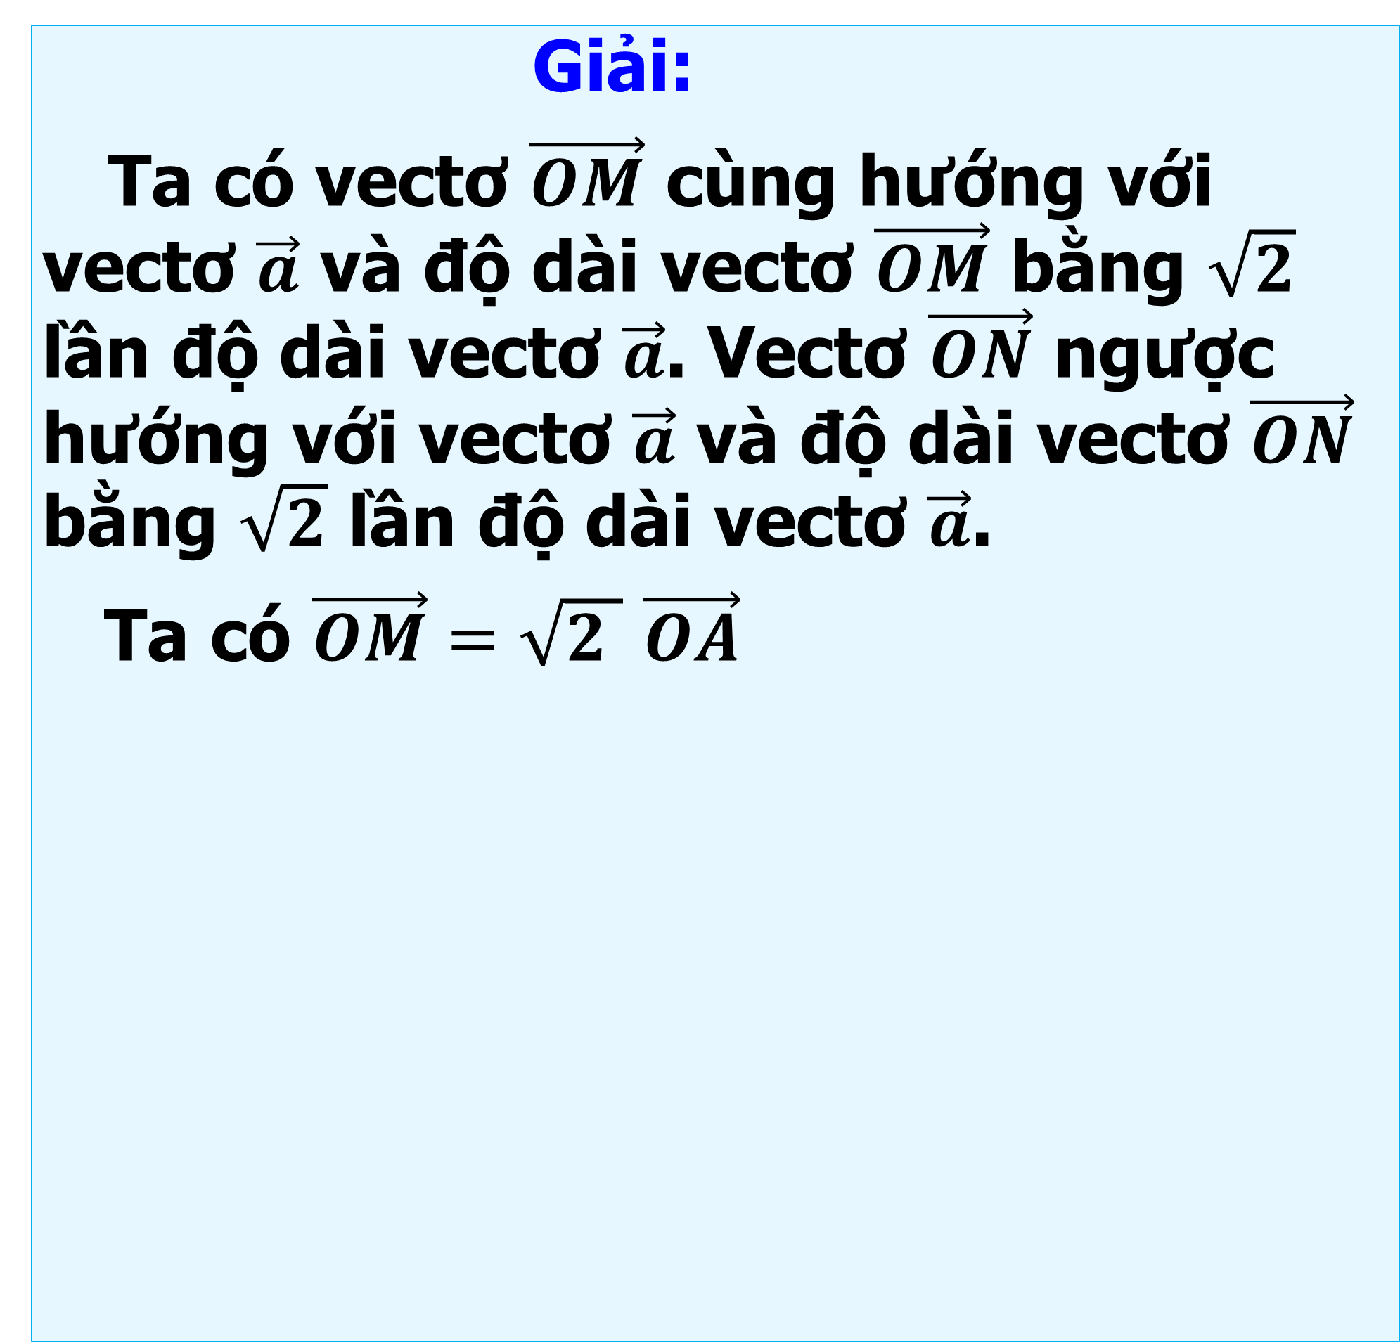 Giải:
Ta có vectơ $\overrightarrow{OM}$ cùng hướng với
vectơ $\vec{a}$ và độ dài vectơ $\overrightarrow{OM}$ bằng $\sqrt{2}$
lần độ dài vectơ $\vec{a}$. Vectơ $\overrightarrow{ON}$ ngược
hướng với vectơ $\vec{a}$ và độ dài vectơ $\overrightarrow{ON}$
bằng $\sqrt{2}$ lần độ dài vectơ $\vec{a}$.
Ta có $\overrightarrow{OM} = \sqrt{2}\ \overrightarrow{OA}$